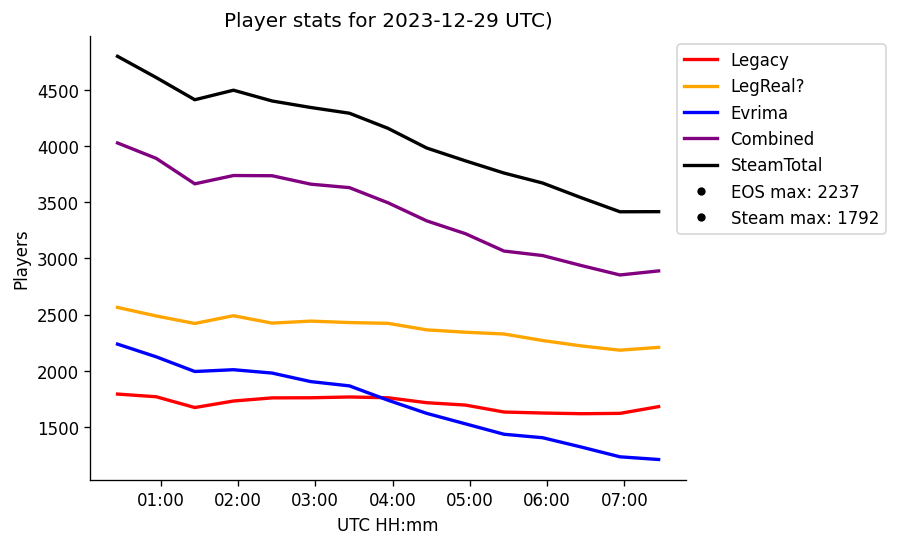 Player stats for 2023-12-29 UTC)
Legacy
LegReal?
Evrima
Combined
SteamTotal
EOS max: 2237
Steam max: 1792
Players
4500
4000
3500
3000
2500
2000
1500
01:00 02:00 03:00 04:00 05:00 06:00 07:00
UTC HH:mm